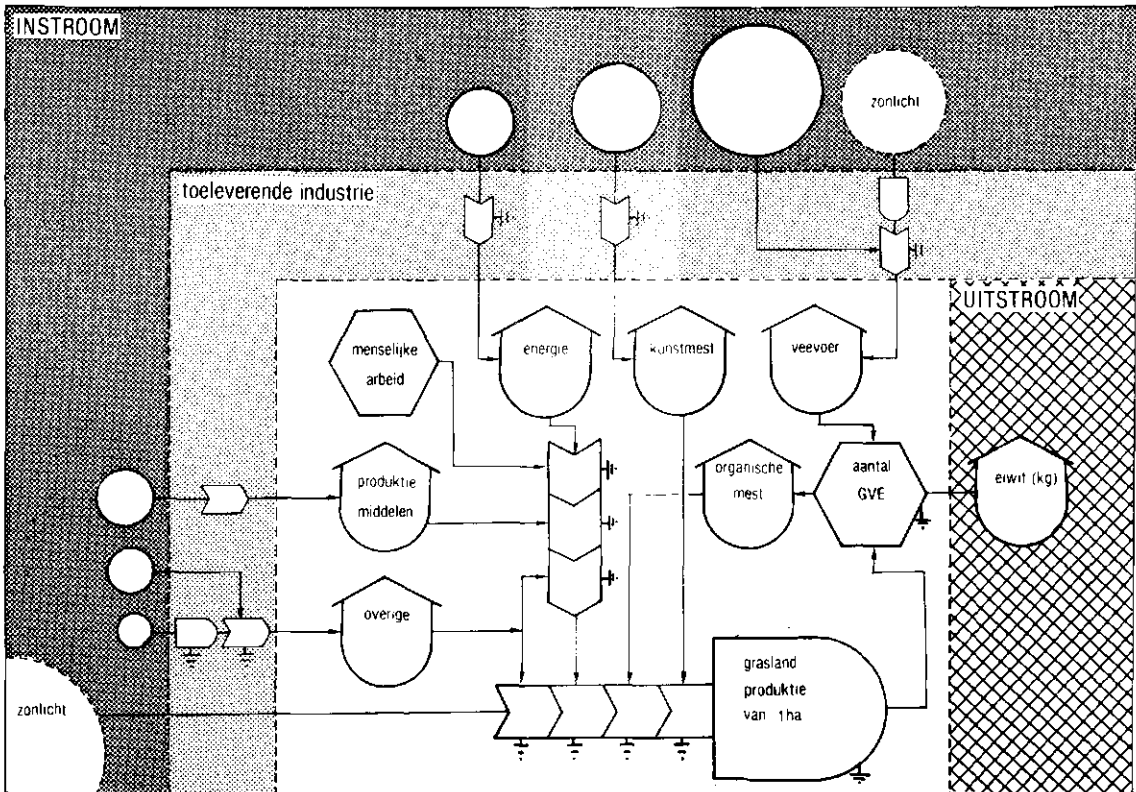 INSTROOM
zonlicht
toeleverende industrie
UITSTROOM
menselijke
arbeid
energie
kunstmest
veevoer
produktie
middelen
organische
mest
aantal
GVE
eiwit (kg)
overige
grasland
produktie
van 1ha
zonlicht